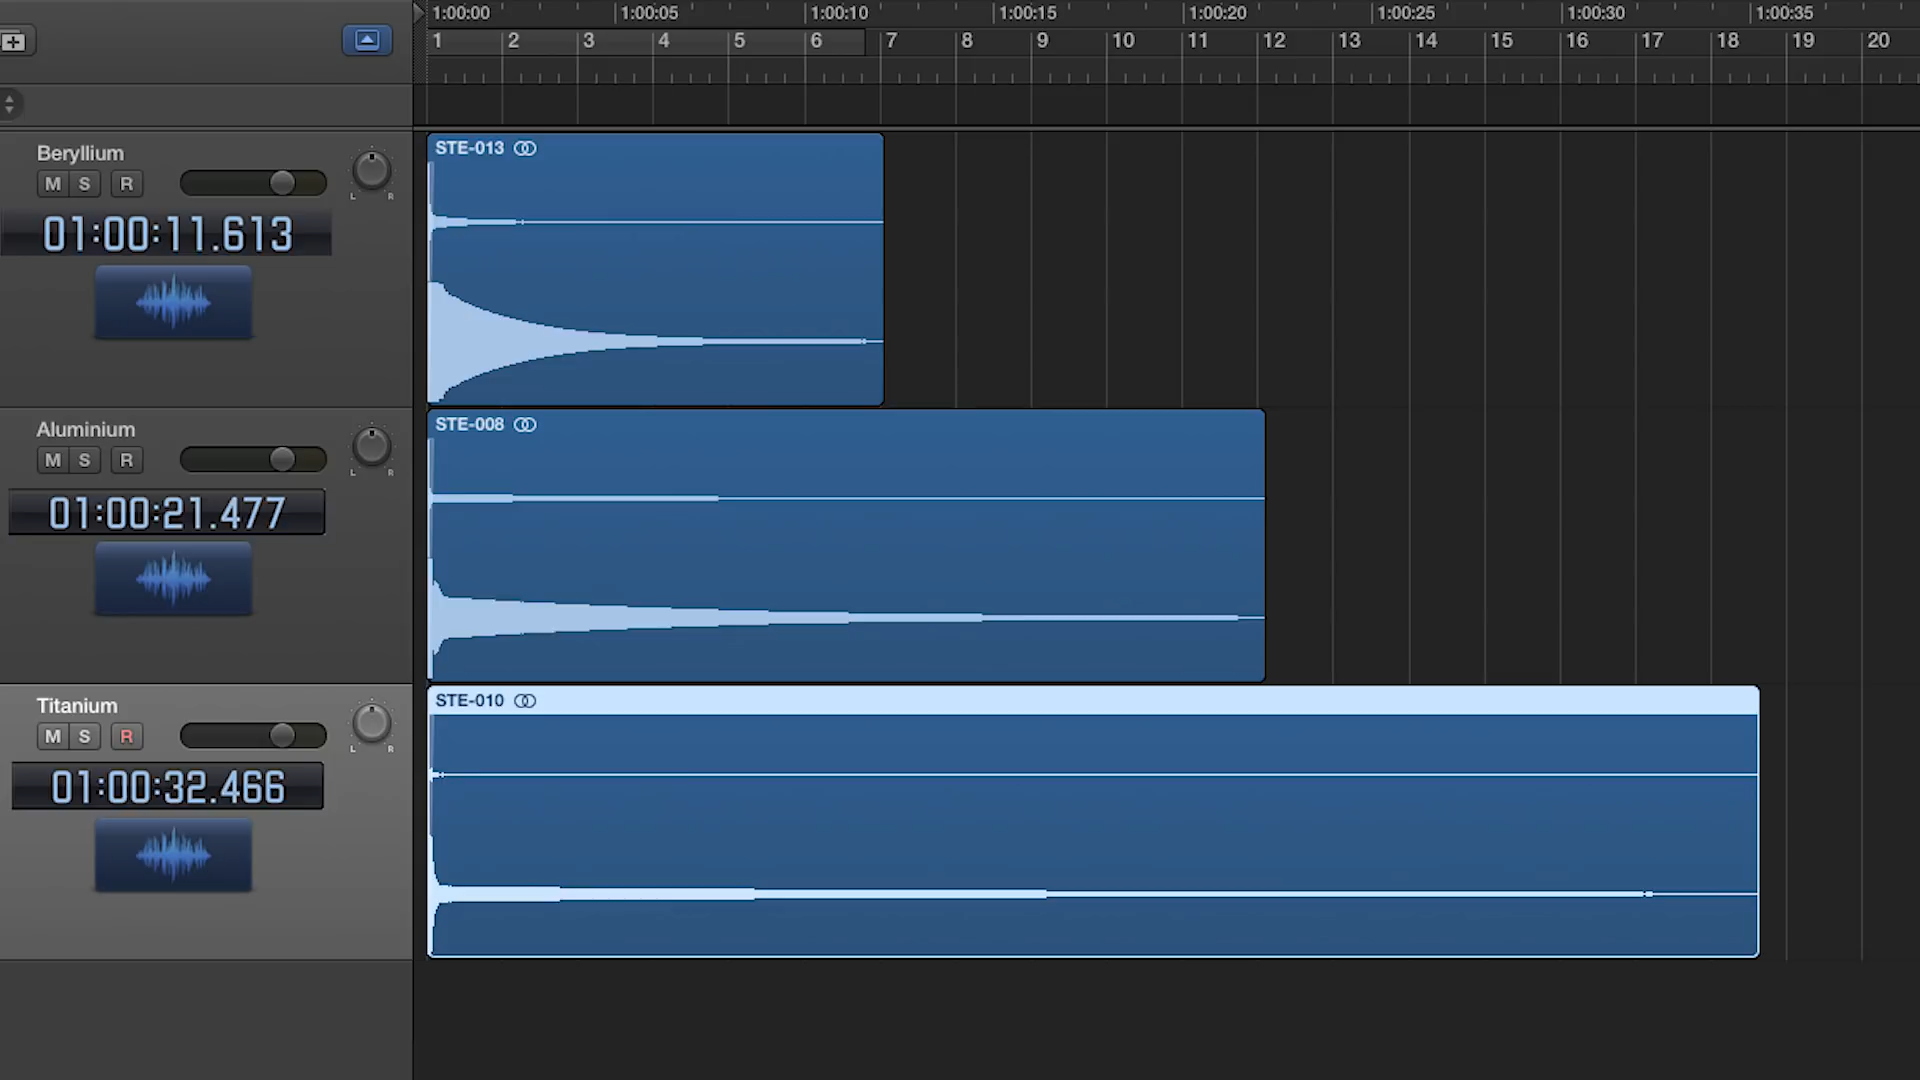 1:00:00 1:00:05 1:00:10 1:00:15 1:00:20 1:00:25 1:00:30 1:00:35
1 2 3 4 5 6 7 8 9 10 11 12 13 14 15 16 17 18 19 20
Beryllium
M S R
L R
01:00:11.613
STE-013
Aluminium
M S R
L R
01:00:21.477
STE-008
Titanium
M S R
L R
01:00:32.466
STE-010